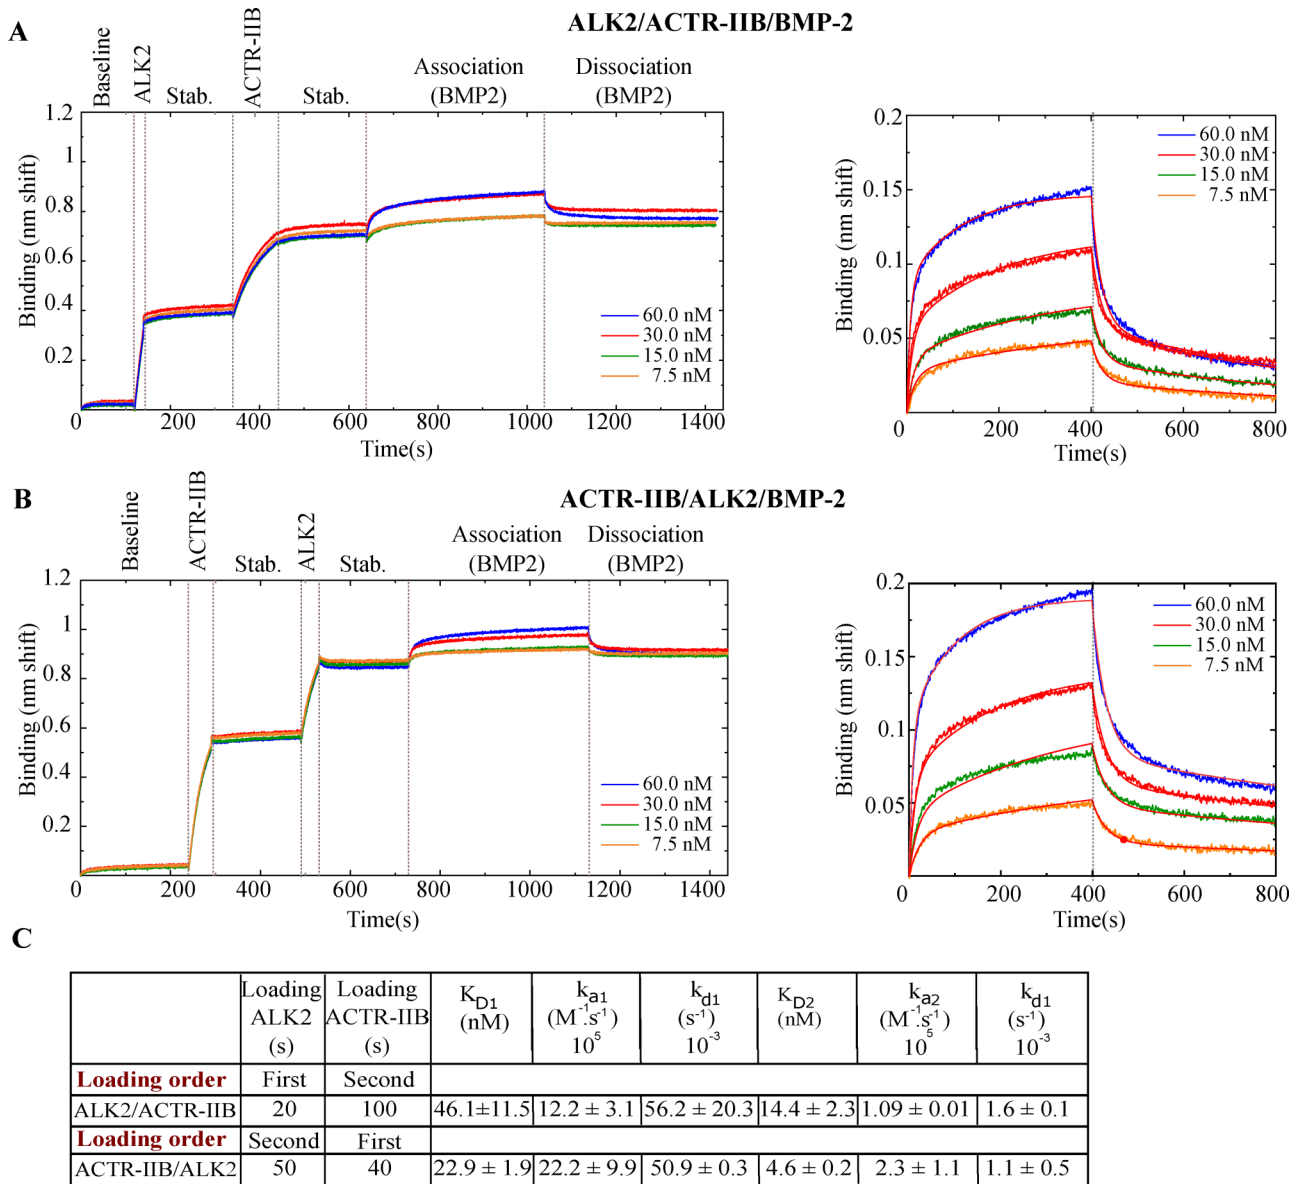 A
ALK2/ACTR-IIB/BMP-2
Baseline
ALK2
Stab.
ACTR-IIB
Stab.
Association
(BMP2)
Dissociation
(BMP2)
Binding (nm shift)
1.2
1
0.8
0.6
0.4
0.2
0 200 400 600 800 1000 1200 1400
Time(s)
60.0 nM
30.0 nM
15.0 nM
7.5 nM
Binding (nm shift)
0.2
0.15
0.1
0.05
0 200 400 600 800
Time(s)
60.0 nM
30.0 nM
15.0 nM
7.5 nM
B
ACTR-IIB/ALK2/BMP-2
Baseline
ACTR-IIB
Stab.
ALK2
Stab.
Association
(BMP2)
Dissociation
(BMP2)
Binding (nm shift)
1.2
1
0.8
0.6
0.4
0.2
0 200 400 600 800 1000 1200 1400
Time(s)
60.0 nM
30.0 nM
15.0 nM
7.5 nM
Binding (nm shift)
0.2
0.15
0.1
0.05
0 200 400 600 800
Time(s)
60.0 nM
30.0 nM
15.0 nM
7.5 nM
C
Loading ALK2 (s)
Loading ACTR-IIB (s)
K_D1 (nM)
k_a1 (M⁻¹.s⁻¹) 10⁵
k_d1 (s⁻¹) 10⁻³
K_D2 (nM)
k_a2 (M⁻¹.s⁻¹) 10⁵
k_d1 (s⁻¹) 10⁻³
Loading order First Second
ALK2/ACTR-IIB 20 100 46.1±11.5 12.2 ± 3.1 56.2 ± 20.3 14.4 ± 2.3 1.09 ± 0.01 1.6 ± 0.1
Loading order Second First
ACTR-IIB/ALK2 50 40 22.9 ± 1.9 22.2 ± 9.9 50.9 ± 0.3 4.6 ± 0.2 2.3 ± 1.1 1.1 ± 0.5